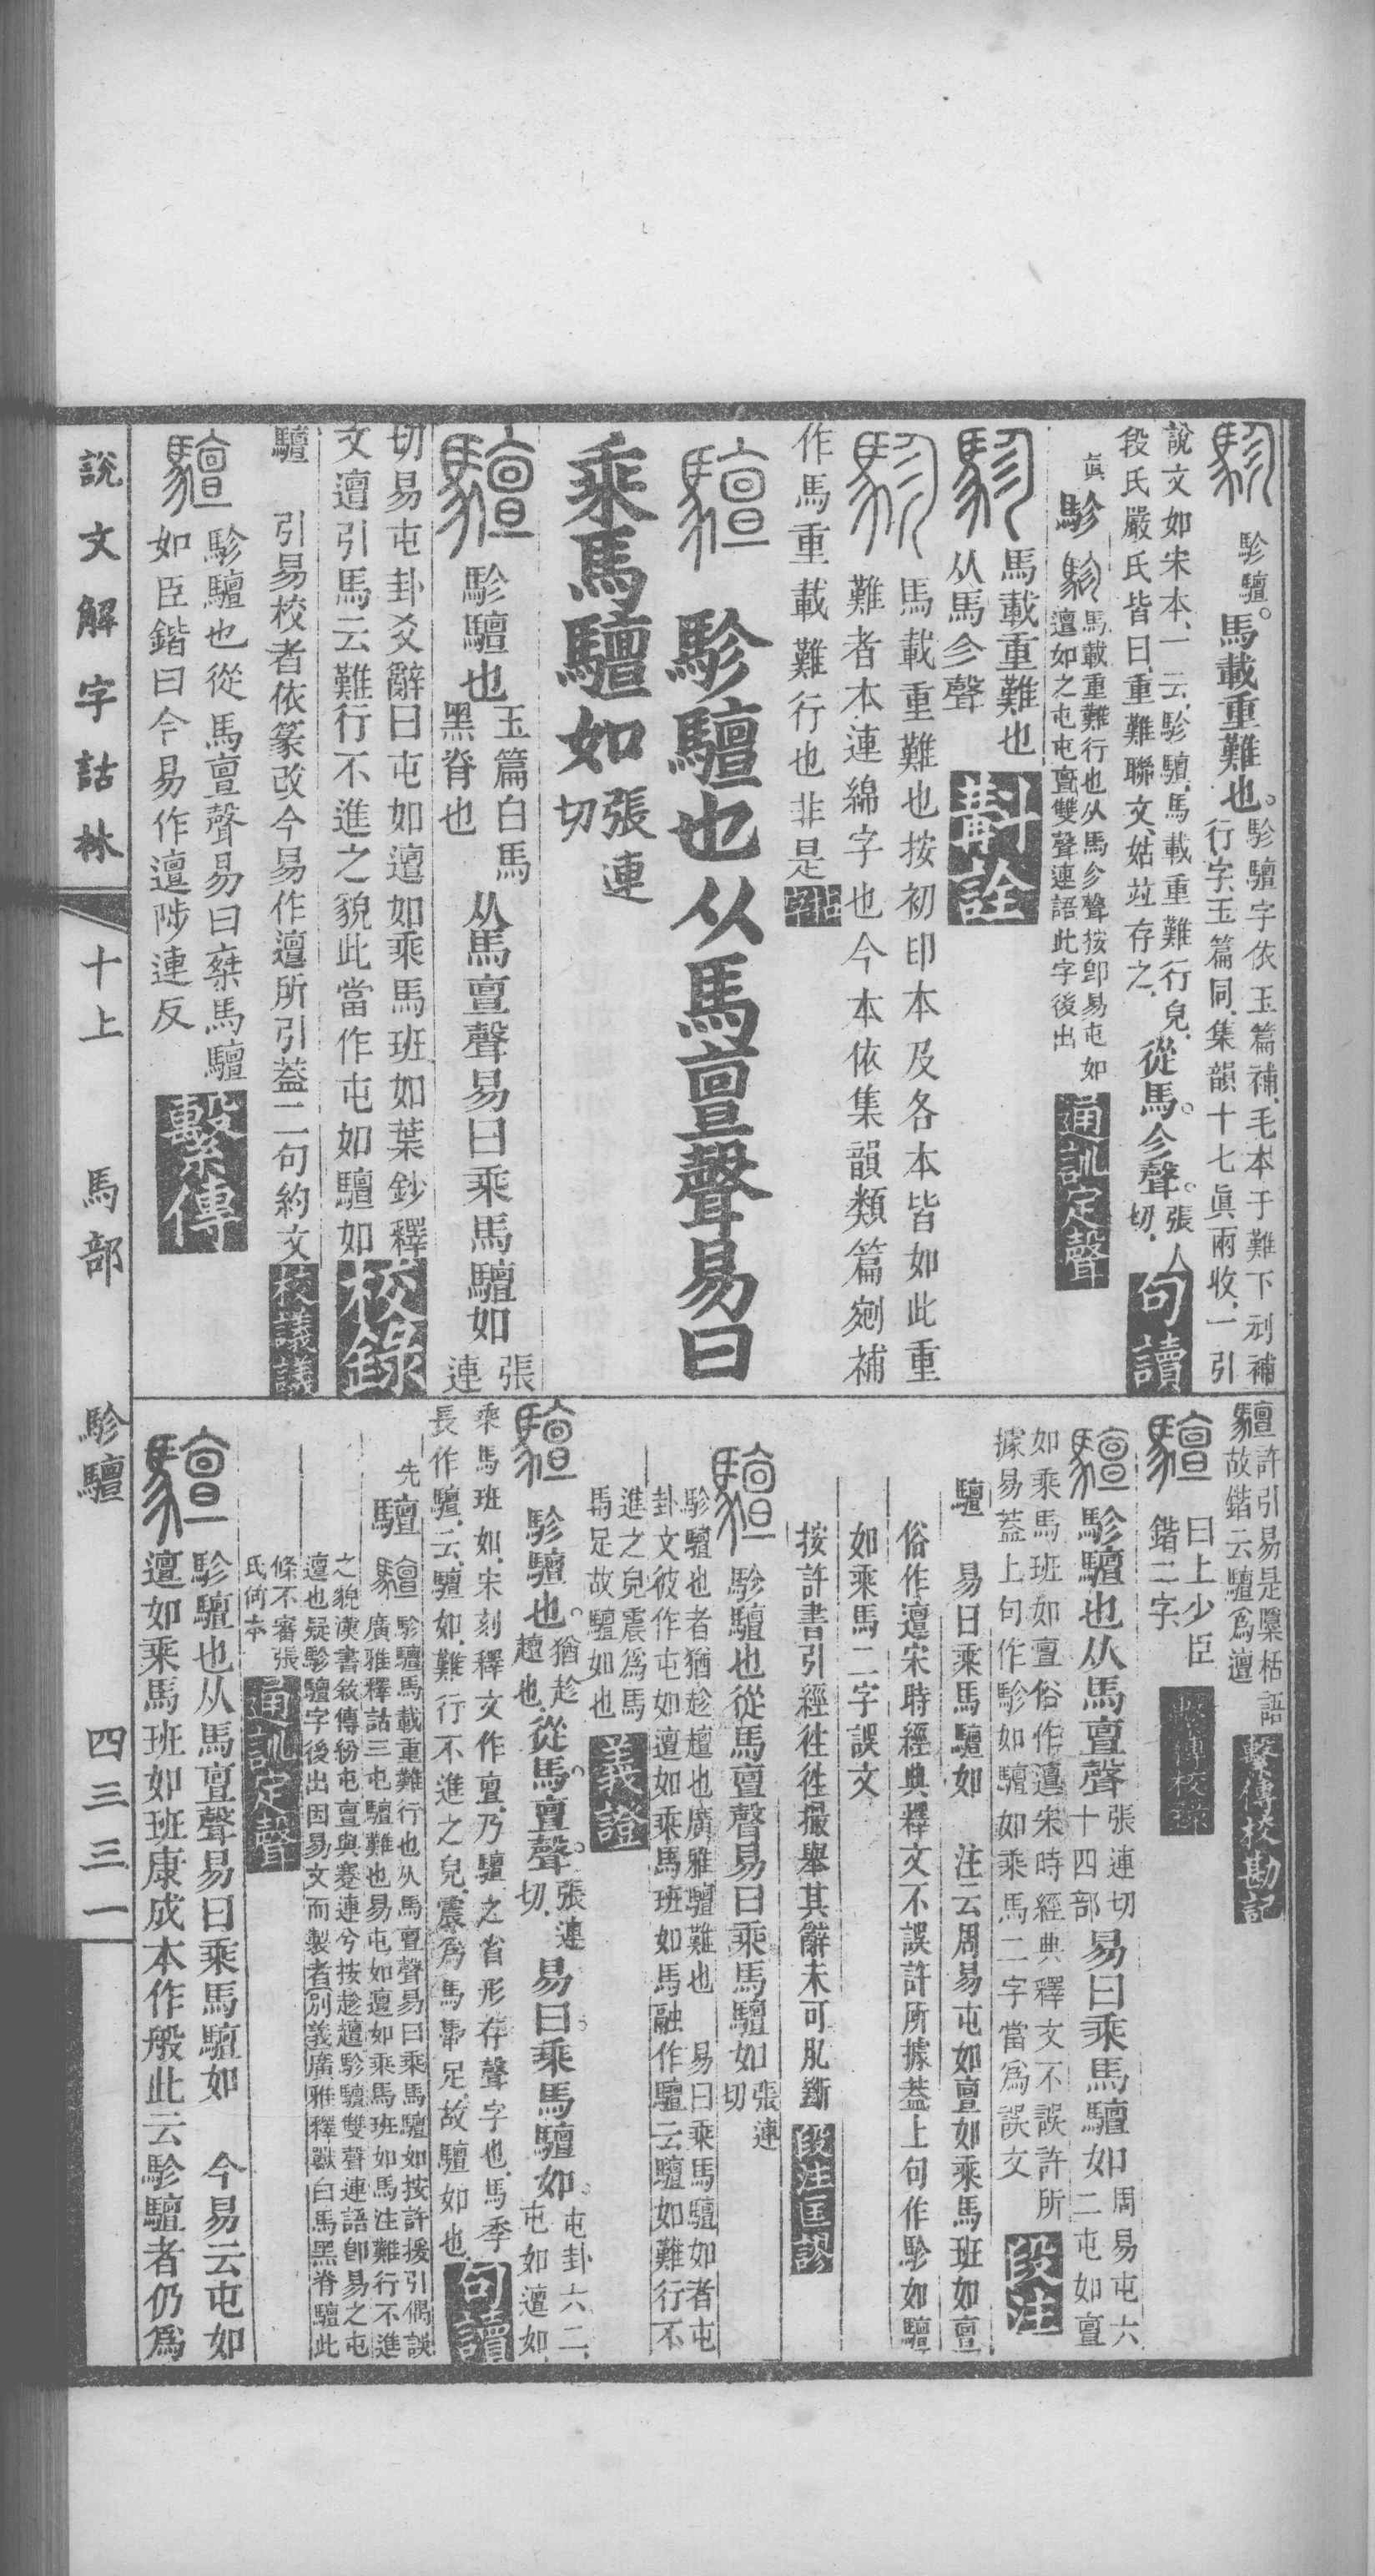 駗驙。馬載重難也。駗驙字依玉篇補、毛本于難下剜補
行字、玉篇同、集韻十七眞兩收、一引
說文如宋本、一云、駗驙、馬載重難行皃、
段氏嚴氏皆曰、重難聯文、姑竝存之、從馬。㐱聲。張人切、句讀
眞
駗 馬載重難行也从馬㐱聲按卽易屯如
邅如之屯屯亶雙聲連語此字後出 通訓定聲
馬載重難也
从馬㐱聲 斠詮
馬載重難也按初印本及各本皆如此重
難者本連綿字也今本依集韻類篇剜補
作馬重載難行也非是
駗驙也从馬亶聲易曰
乘馬驙如張連切
駗驙也玉篇白馬黑脊也从馬亶聲易曰乘馬驙如張連
切易屯卦爻辭曰屯如邅如乘馬班如葉鈔釋
文邅引馬云難行不進之貌此當作屯如驙如 校錄
驙 引易校者依篆改今易作邅所引葢二句約文 校議議
駗驙也從馬亶聲易曰椉馬驙
如臣鍇曰今易作邅陟連反 繫傳
許引易是檃栝語
故鍇云驙爲邅 繫傳校勘記
曰上少臣
鍇二字 繫傳校錄
駗驙也从馬亶聲張連切十四部易曰乘馬驙如周易屯六二屯如亶
如乘馬班如亶俗作邅宋時經典釋文不誤許所
據易葢上句作駗如驙如乘馬二字當爲誤文 段注
驙 易曰乘馬驙如 注云周易屯如亶如乘馬班如亶
俗作邅宋時經典釋文不誤許所據葢上句作駗如驙
如乘馬二字誤文
按許書引經往往撮舉其辭未可肊斷 段注匡謬
駗驙也從馬亶聲易曰乘馬驙如張連切
駗驙也者猶趁䟢也廣雅驙難也 易曰乘馬驙如者屯
卦文彼作屯如邅如乘馬班如馬融作驙云驙如難行不
進之皃震爲馬
馬足故驙如也 義證
駗驙也。猶趁䟢也、從馬。亶聲。張連切、易曰。乘馬驙如。屯卦六二、屯如邅如
乘馬班如、宋刻釋文作亶、乃驙之省形存聲字也、馬季
長作驙、云、驙如、難行不進之皃、震爲馬馵足、故驙如也、 句讀
先
驙 駗驙馬載重難行也从馬亶聲易曰乘馬驙如按許援引偶誤
廣雅釋詁三屯驙難也易屯如邅如乘馬班如馬注難行不進
之貌漢書敘傳紛屯亶與蹇連兮按趁䟢駗驙雙聲連語卽易之屯
邅也疑駗驙字後出因易文而製者別義廣雅釋獸白馬黑脊驙此
條不審張
氏何本 通訓定聲
駗驙也从馬亶聲易曰乘馬驙如 今易云屯如
邅如乘馬班如班康成本作般此云駗驙者仍爲
說文解字詁林 十上 馬部 駗驙 四三三一